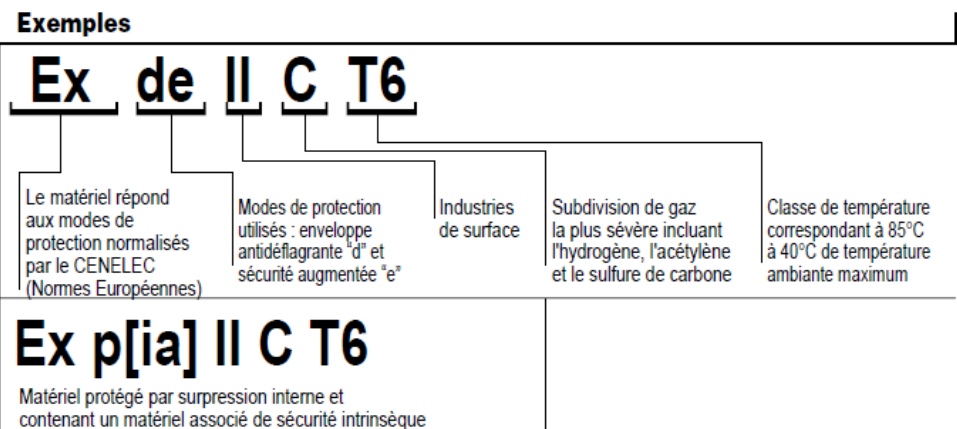 Exemples
Ex de II C T6
Le matériel répond
aux modes de
protection normalisés
par le CENELEC
(Normes Européennes)
Modes de protection
utilisés : enveloppe
antidéflagrante "d" et
sécurité augmentée "e"
Industries
de surface
Subdivision de gaz
la plus sévère incluant
l'hydrogène, l'acétylène
et le sulfure de carbone
Classe de température
correspondant à 85°C
à 40°C de température
ambiante maximum
Ex p[ia] II C T6
Matériel protégé par surpression interne et
contenant un matériel associé de sécurité intrinsèque